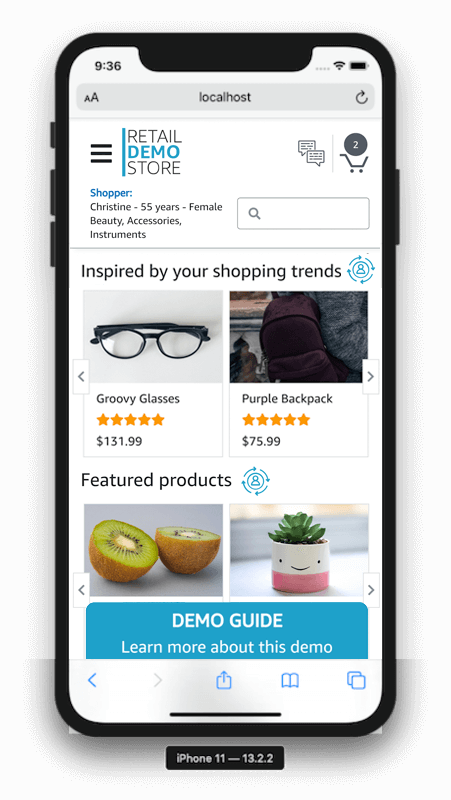 9:36
AA
localhost
RETAIL
DEMO
STORE
2
Shopper:
Christine - 55 years - Female
Beauty, Accessories,
Instruments
Inspired by your shopping trends
Groovy Glasses
Purple Backpack
$131.99
$75.99
Featured products
DEMO GUIDE
Learn more about this demo
iPhone 11 — 13.2.2